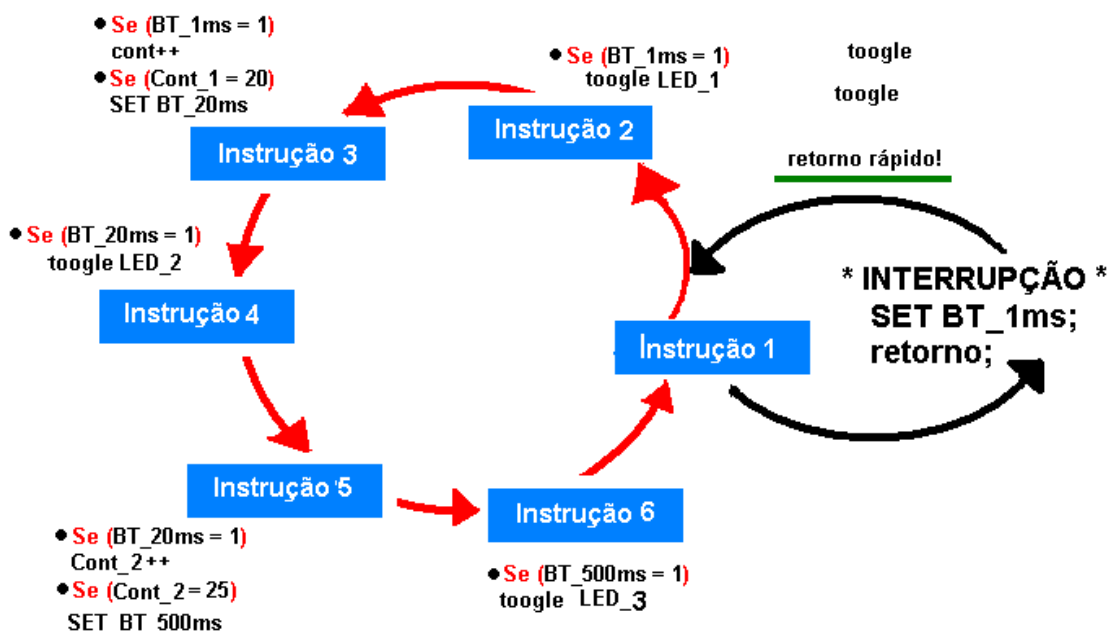 • Se (BT_1ms = 1)
cont++
• Se (Cont_1 = 20)
SET BT_20ms
Instrução 3
• Se (BT_1ms = 1)
toogle LED_1
Instrução 2
toogle
toogle
retorno rápido!
* INTERRUPÇÃO *
SET BT_1ms;
retorno;
Instrução 1
• Se (BT_20ms = 1)
toogle LED_2
Instrução 4
Instrução 5
• Se (BT_20ms = 1)
Cont_2++
• Se (Cont_2 = 25)
SET BT_500ms
Instrução 6
• Se (BT_500ms = 1)
toogle LED_3